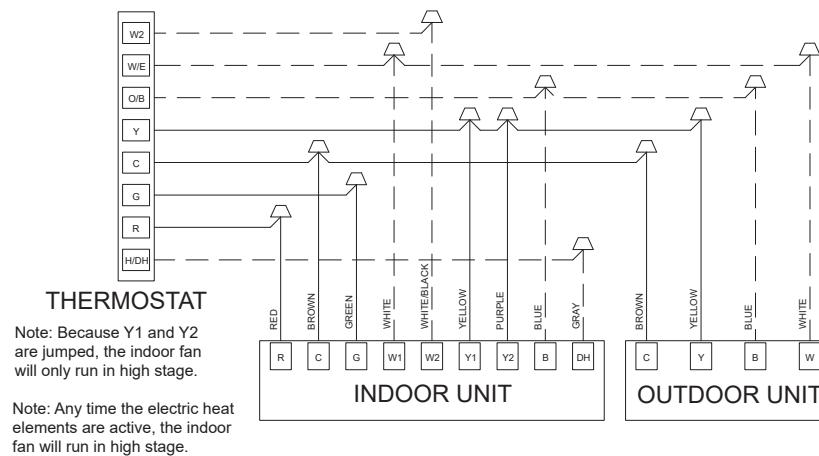 W2
W/E
O/B
Y
C
G
R
H/DH
THERMOSTAT
Note: Because Y1 and Y2
are jumped, the indoor fan
will only run in high stage.
Note: Any time the electric heat
elements are active, the indoor
fan will run in high stage.
RED
BROWN
GREEN
WHITE
WHITE/BLACK
YELLOW
PURPLE
BLUE
GRAY
R
C
G
W1
W2
Y1
Y2
B
DH
INDOOR UNIT
BROWN
YELLOW
BLUE
WHITE
C
Y
B
W
OUTDOOR UNIT